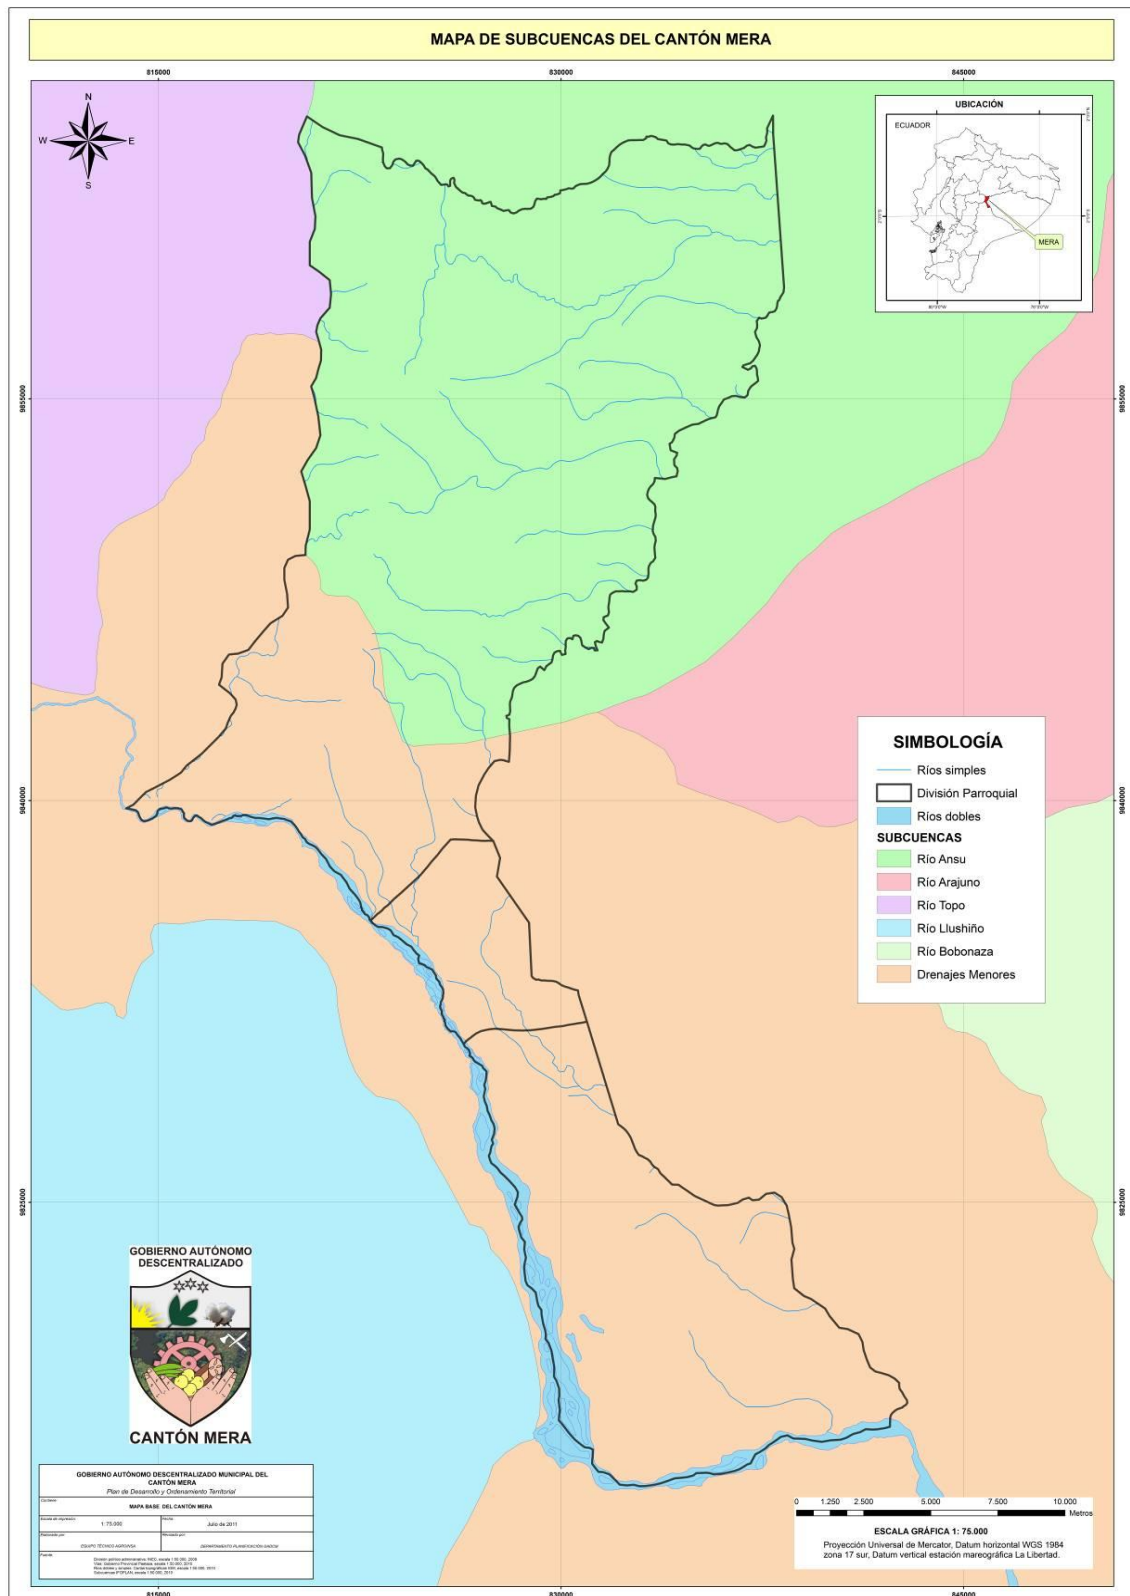 MAPA DE SUBCUENCAS DEL CANTÓN MERA
815000
830000
845000
N
W
E
S
UBICACIÓN
ECUADOR
MERA
9855000
9855000
SIMBOLOGÍA
Ríos simples
División Parroquial
Ríos dobles
SUBCUENCAS
Río Ansu
Río Arajuno
Río Topo
Río Llushiño
Río Bobonaza
Drenajes Menores
9840000
9840000
9825000
9825000
GOBIERNO AUTÓNOMO
DESCENTRALIZADO
CANTÓN MERA
GOBIERNO AUTÓNOMO DESCENTRALIZADO MUNICIPAL DEL
CANTÓN MERA
Plan de Desarrollo y Ordenamiento Territorial
MAPA BASE DEL CANTÓN MERA
1: 75.000
Julio de 2011
0 1.250 2.500 5.000 7.500 10.000
Metros
ESCALA GRÁFICA 1: 75.000
Proyección Universal de Mercator, Datum horizontal WGS 1984
zona 17 sur, Datum vertical estación mareográfica La Libertad.
815000
830000
845000